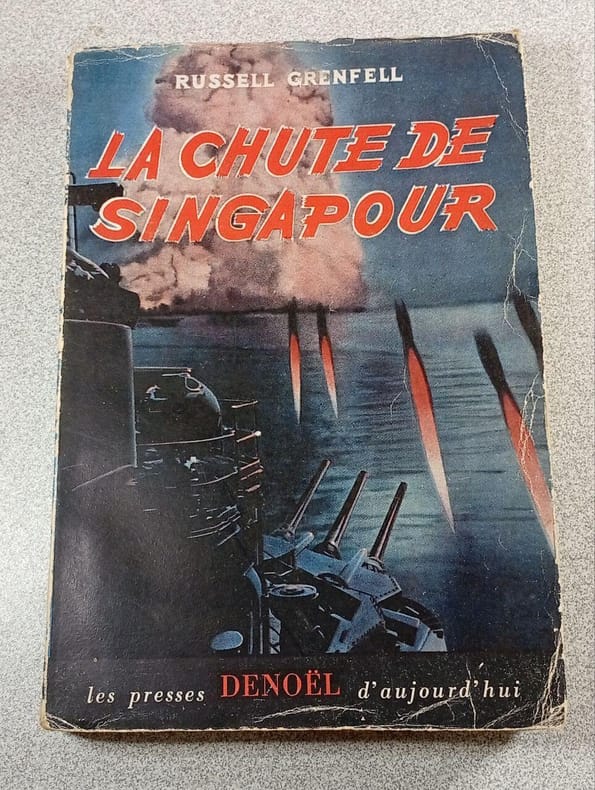 RUSSELL GRENFELL
LA CHUTE DE
SINGAPOUR
les presses DENOËL d'aujourd'hui